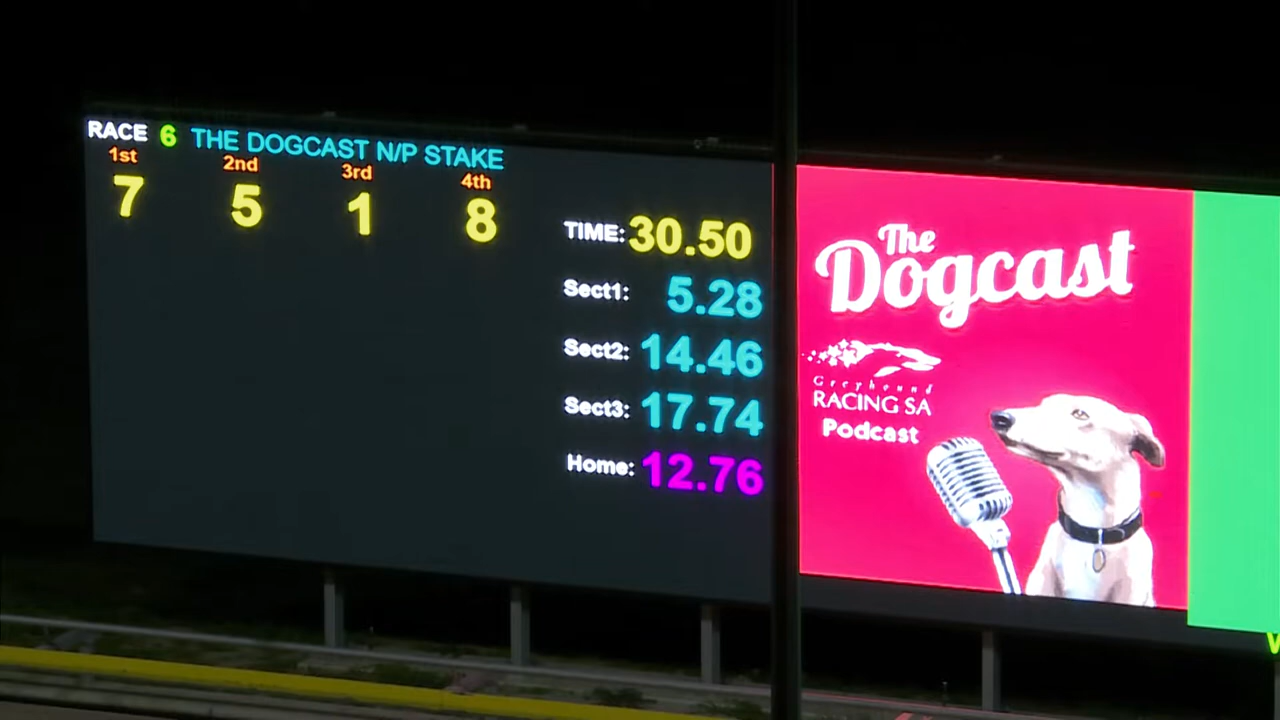 RACE 6 THE DOGCAST N/P STAKE
1st 2nd 3rd 4th
7 5 1 8
TIME: 30.50
Sect1: 5.28
Sect2: 14.46
Sect3: 17.74
Home: 12.76
The
Dogcast
Greyhound
RACING SA
Podcast